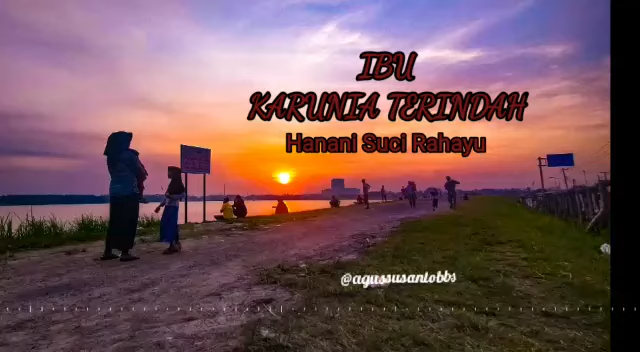 IBU
KARUNIA TERINDAH
Hanani Suci Rahayu
@agussusantobbs